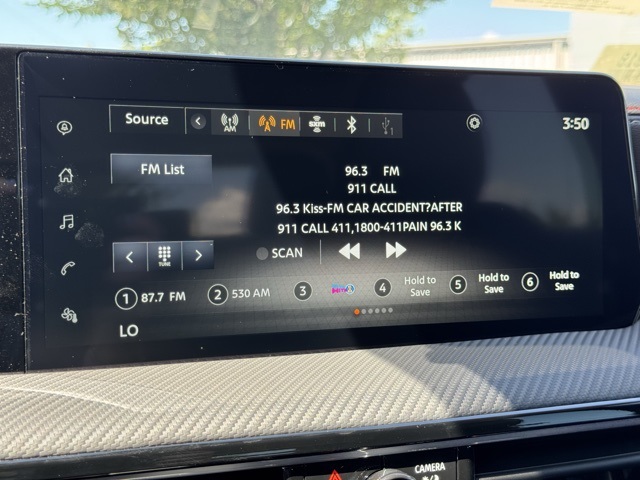 Source
AM
A FM
sxm
1
3:50
FM List
96.3 FM
911 CALL
96.3 Kiss-FM CAR ACCIDENT?AFTER
911 CALL 411,1800-411PAIN 96.3 K
TUNE
SCAN
1 87.7 FM
2 530 AM
3
4 Hold to Save
5 Hold to Save
6 Hold to Save
LO
CAMERA